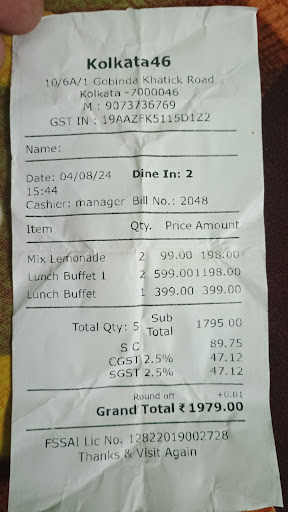 Kolkata46
10/6A/1 Gobinda Khatick Road
Kolkata -7000046
M : 9073736769
GST IN : 19AAZFK5115D1Z2
Name:
Date: 04/08/24 Dine In: 2
15:44
Cashier: manager Bill No.: 2048
Item Qty. Price Amount
Mix Lemonade 2 99.00 198.00
Lunch Buffet 1 2 599.00 1198.00
Lunch Buffet 1 399.00 399.00
Total Qty: 5 Sub Total 1795.00
S C 89.75
CGST 2.5% 47.12
SGST 2.5% 47.12
Round off +0.01
Grand Total ₹ 1979.00
FSSAI Lic No. 12822019002728
Thanks & Visit Again